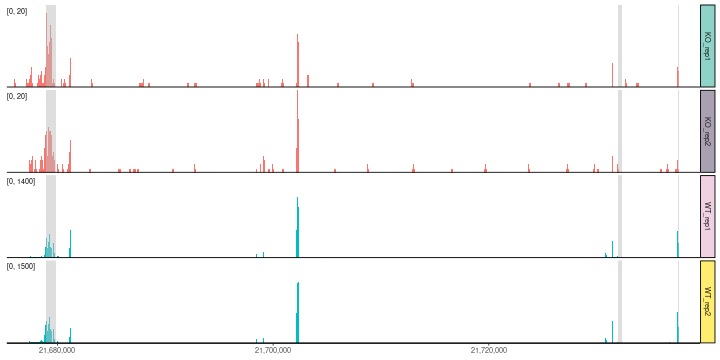 [0, 20]
KO_rep1
[0, 20]
KO_rep2
[0, 1400]
WT_rep1
[0, 1500]
WT_rep2
21,680,000 21,700,000 21,720,000